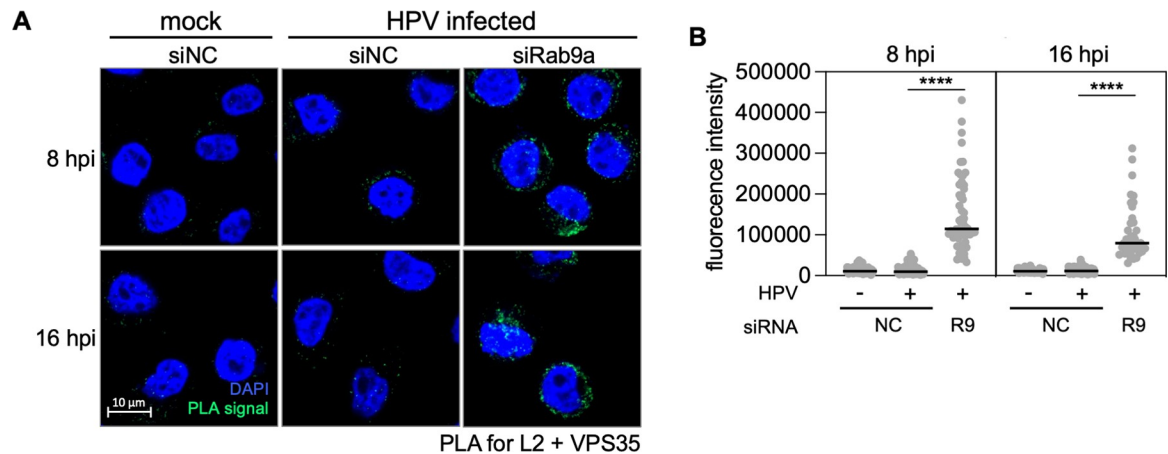 A
mock
HPV infected
siNC
siNC
siRab9a
8 hpi
16 hpi
DAPI
PLA signal
10 µm
PLA for L2 + VPS35
B
8 hpi
16 hpi
fluorecence intensity
500000
400000
300000
200000
100000
0
****
****
HPV - + + - + +
siRNA NC R9 NC R9